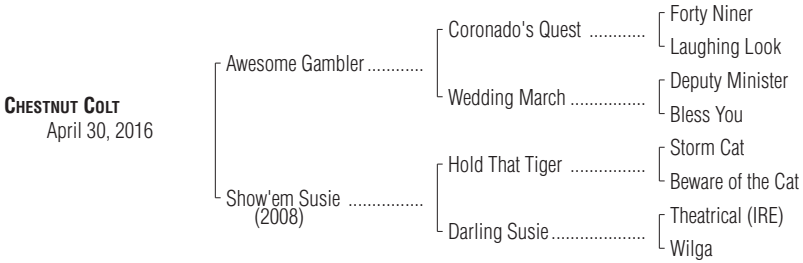 Forty Niner
Coronado's Quest ............
Laughing Look
Awesome Gambler ............
Deputy Minister
Wedding March ................
Bless You
CHESTNUT COLT
April 30, 2016
Storm Cat
Hold That Tiger ................
Beware of the Cat
Show'em Susie ................
(2008)
Theatrical (IRE)
Darling Susie ....................
Wilga